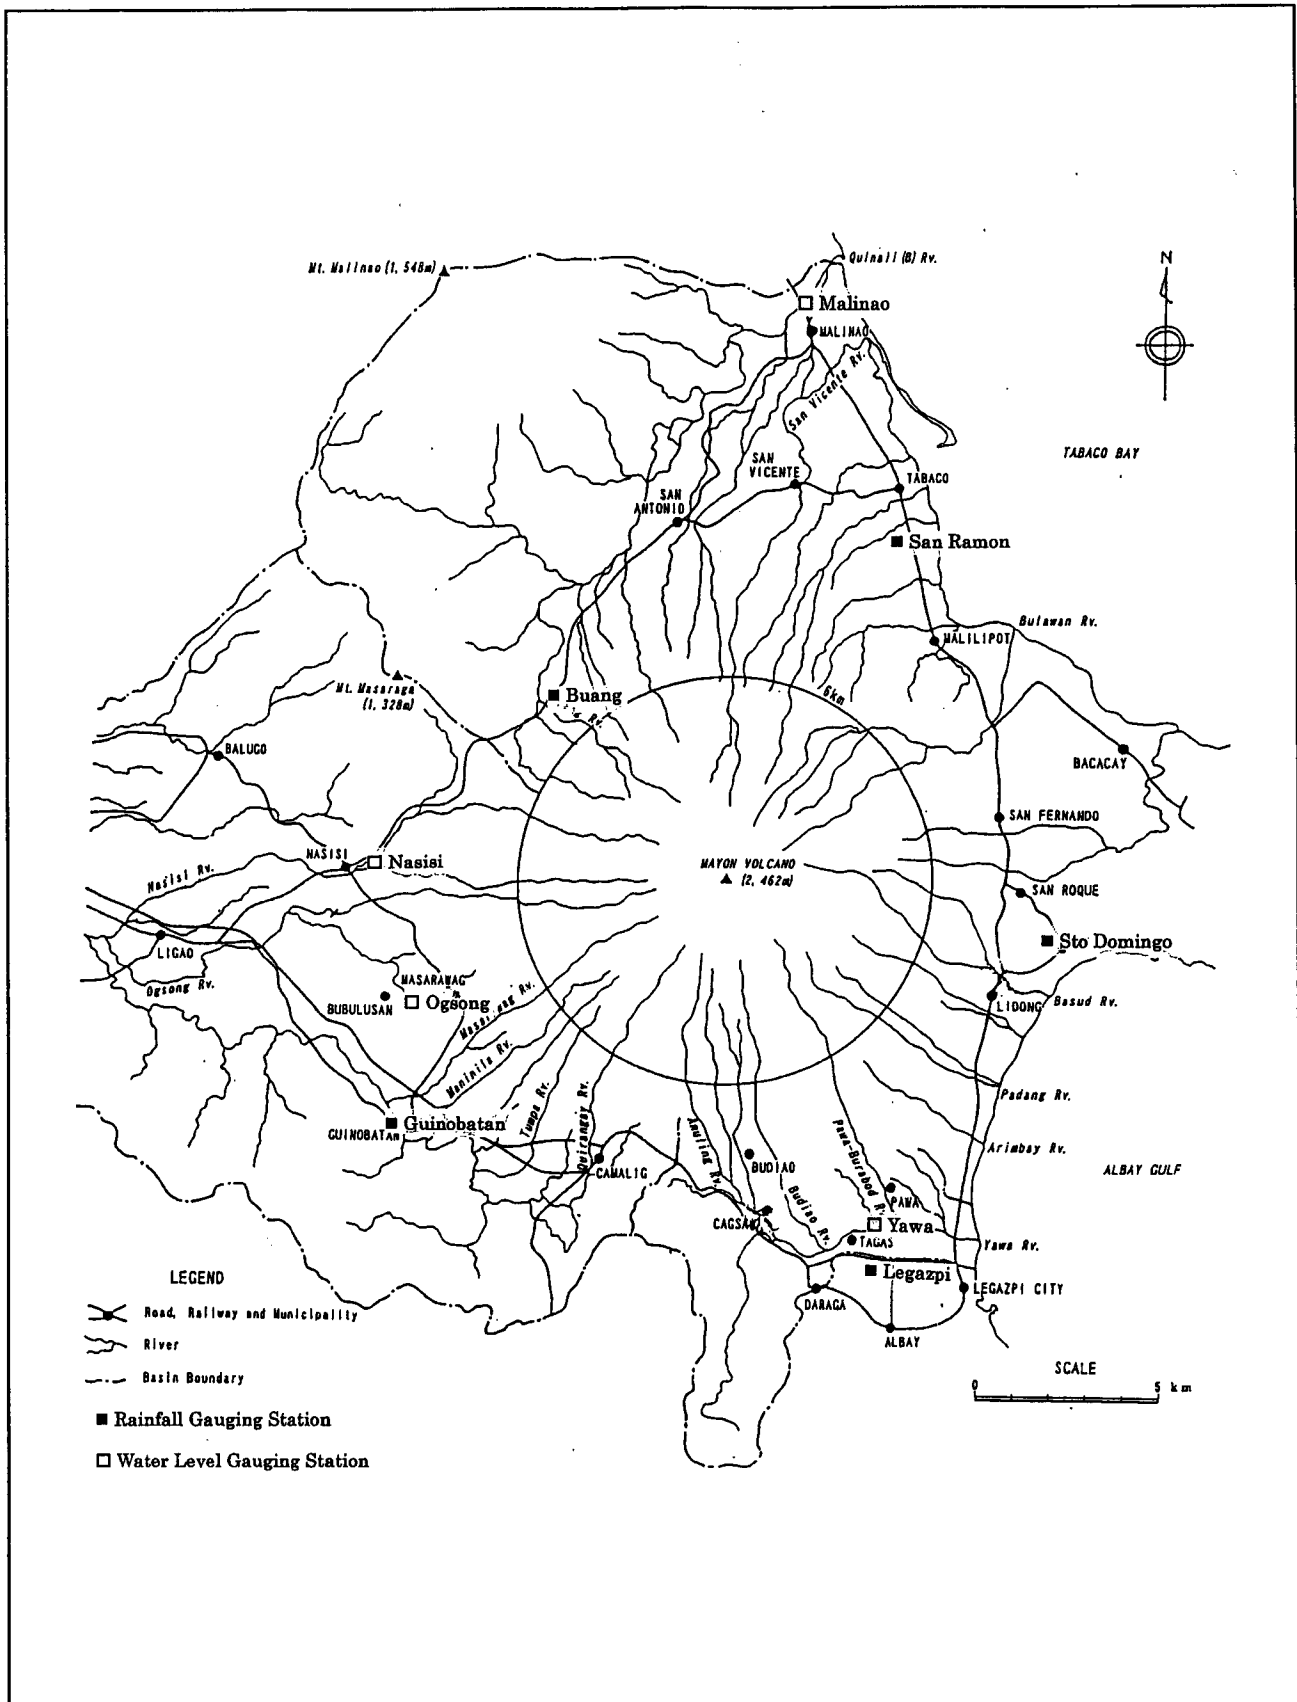 Mt. Malinao (1, 548m)
Quinali (B) Rv.
N
Malinao
MALINAO
San Vicente Rv.
TABACO BAY
SAN
VICENTE
TABACO
SAN
ANTONIO
San Ramon
Bulawan Rv.
MALILIPOT
Mt. Masaraga
(1, 328m)
Buang
Rv.
6km
BALUGO
BACACAY
SAN FERNANDO
NASISI
Nasisi
Nasisi Rv.
MAYON VOLCANO
(2, 462m)
SAN ROQUE
Sto Domingo
LIGAO
Ogsong Rv.
MASARAWAG
BUBULUSAN
Ogsong
LIDONG
Basud Rv.
Maninila Rv.
Padang Rv.
Tumpa Rv.
Quirangay Rv.
GUINOBATAN
Guinobatan
Anuling Rv.
Pawa-Burabod Rv.
Arimbay Rv.
ALBAY GULF
CAMALIG
BUDIAO
Budiao Rv.
PAWA
CAGSAWA
Yawa
TAGAS
Yawa Rv.
Legazpi
DARAGA
LEGAZPI CITY
ALBAY
LEGEND
Road, Railway and Municipality
River
Basin Boundary
Rainfall Gauging Station
Water Level Gauging Station
SCALE
0 5 km